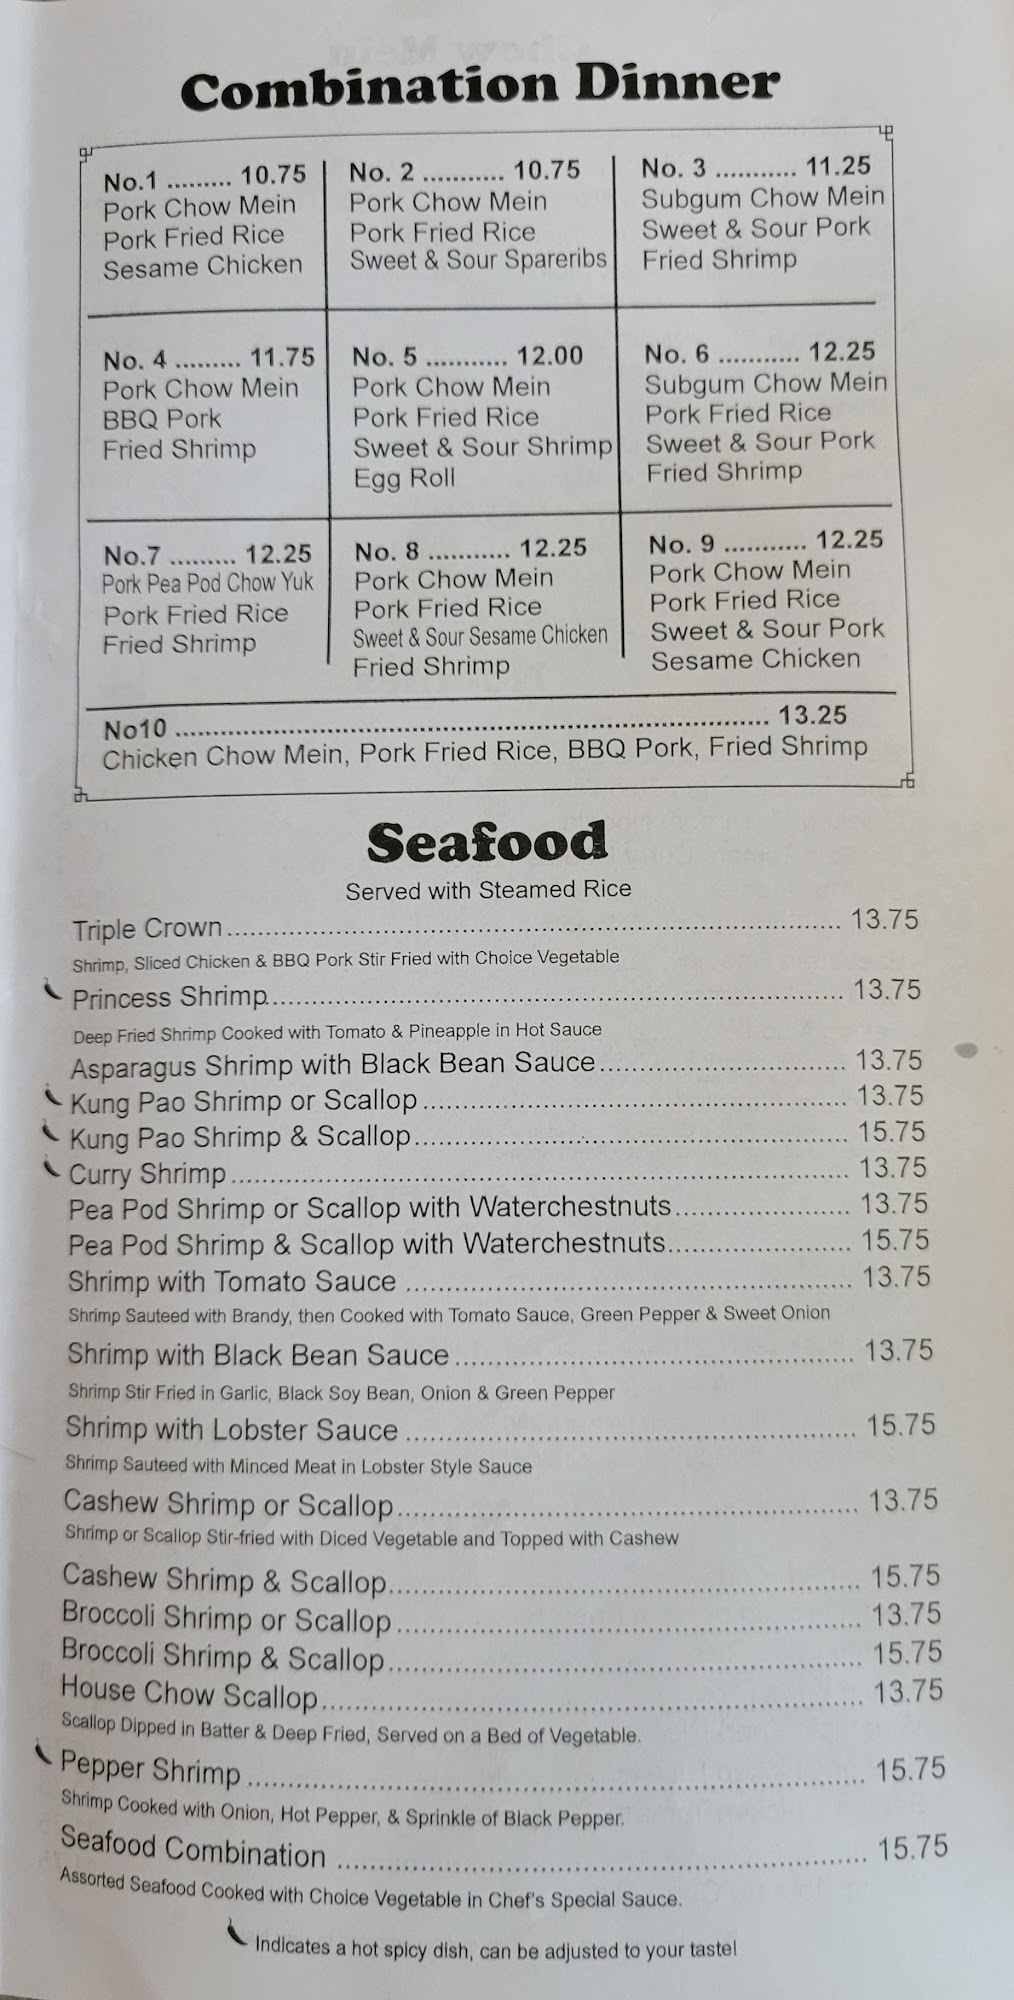 Combination Dinner
No.1 ......... 10.75
Pork Chow Mein
Pork Fried Rice
Sesame Chicken
No. 2 ........... 10.75
Pork Chow Mein
Pork Fried Rice
Sweet & Sour Spareribs
No. 3 ........... 11.25
Subgum Chow Mein
Sweet & Sour Pork
Fried Shrimp
No. 4 ......... 11.75
Pork Chow Mein
BBQ Pork
Fried Shrimp
No. 5 ........... 12.00
Pork Chow Mein
Pork Fried Rice
Sweet & Sour Shrimp
Egg Roll
No. 6 ........... 12.25
Subgum Chow Mein
Pork Fried Rice
Sweet & Sour Pork
Fried Shrimp
No.7 ......... 12.25
Pork Pea Pod Chow Yuk
Pork Fried Rice
Fried Shrimp
No. 8 ........... 12.25
Pork Chow Mein
Pork Fried Rice
Sweet & Sour Sesame Chicken
Fried Shrimp
No. 9 ........... 12.25
Pork Chow Mein
Pork Fried Rice
Sweet & Sour Pork
Sesame Chicken
No10 ........... 13.25
Chicken Chow Mein, Pork Fried Rice, BBQ Pork, Fried Shrimp
Seafood
Served with Steamed Rice
Triple Crown ........... 13.75
Shrimp, Sliced Chicken & BBQ Pork Stir Fried with Choice Vegetable
Princess Shrimp ........... 13.75
Deep Fried Shrimp Cooked with Tomato & Pineapple in Hot Sauce
Asparagus Shrimp with Black Bean Sauce ........... 13.75
Kung Pao Shrimp or Scallop ........... 13.75
Kung Pao Shrimp & Scallop ........... 15.75
Curry Shrimp ........... 13.75
Pea Pod Shrimp or Scallop with Waterchestnuts ........... 13.75
Pea Pod Shrimp & Scallop with Waterchestnuts ........... 15.75
Shrimp with Tomato Sauce ........... 13.75
Shrimp Sauteed with Brandy, then Cooked with Tomato Sauce, Green Pepper & Sweet Onion
Shrimp with Black Bean Sauce ........... 13.75
Shrimp Stir Fried in Garlic, Black Soy Bean, Onion & Green Pepper
Shrimp with Lobster Sauce ........... 15.75
Shrimp Sauteed with Minced Meat in Lobster Style Sauce
Cashew Shrimp or Scallop ........... 13.75
Shrimp or Scallop Stir-fried with Diced Vegetable and Topped with Cashew
Cashew Shrimp & Scallop ........... 15.75
Broccoli Shrimp or Scallop ........... 13.75
Broccoli Shrimp & Scallop ........... 15.75
House Chow Scallop ........... 13.75
Scallop Dipped in Batter & Deep Fried, Served on a Bed of Vegetable.
Pepper Shrimp ........... 15.75
Shrimp Cooked with Onion, Hot Pepper, & Sprinkle of Black Pepper.
Seafood Combination ........... 15.75
Assorted Seafood Cooked with Choice Vegetable in Chef's Special Sauce.
Indicates a hot spicy dish, can be adjusted to your taste!